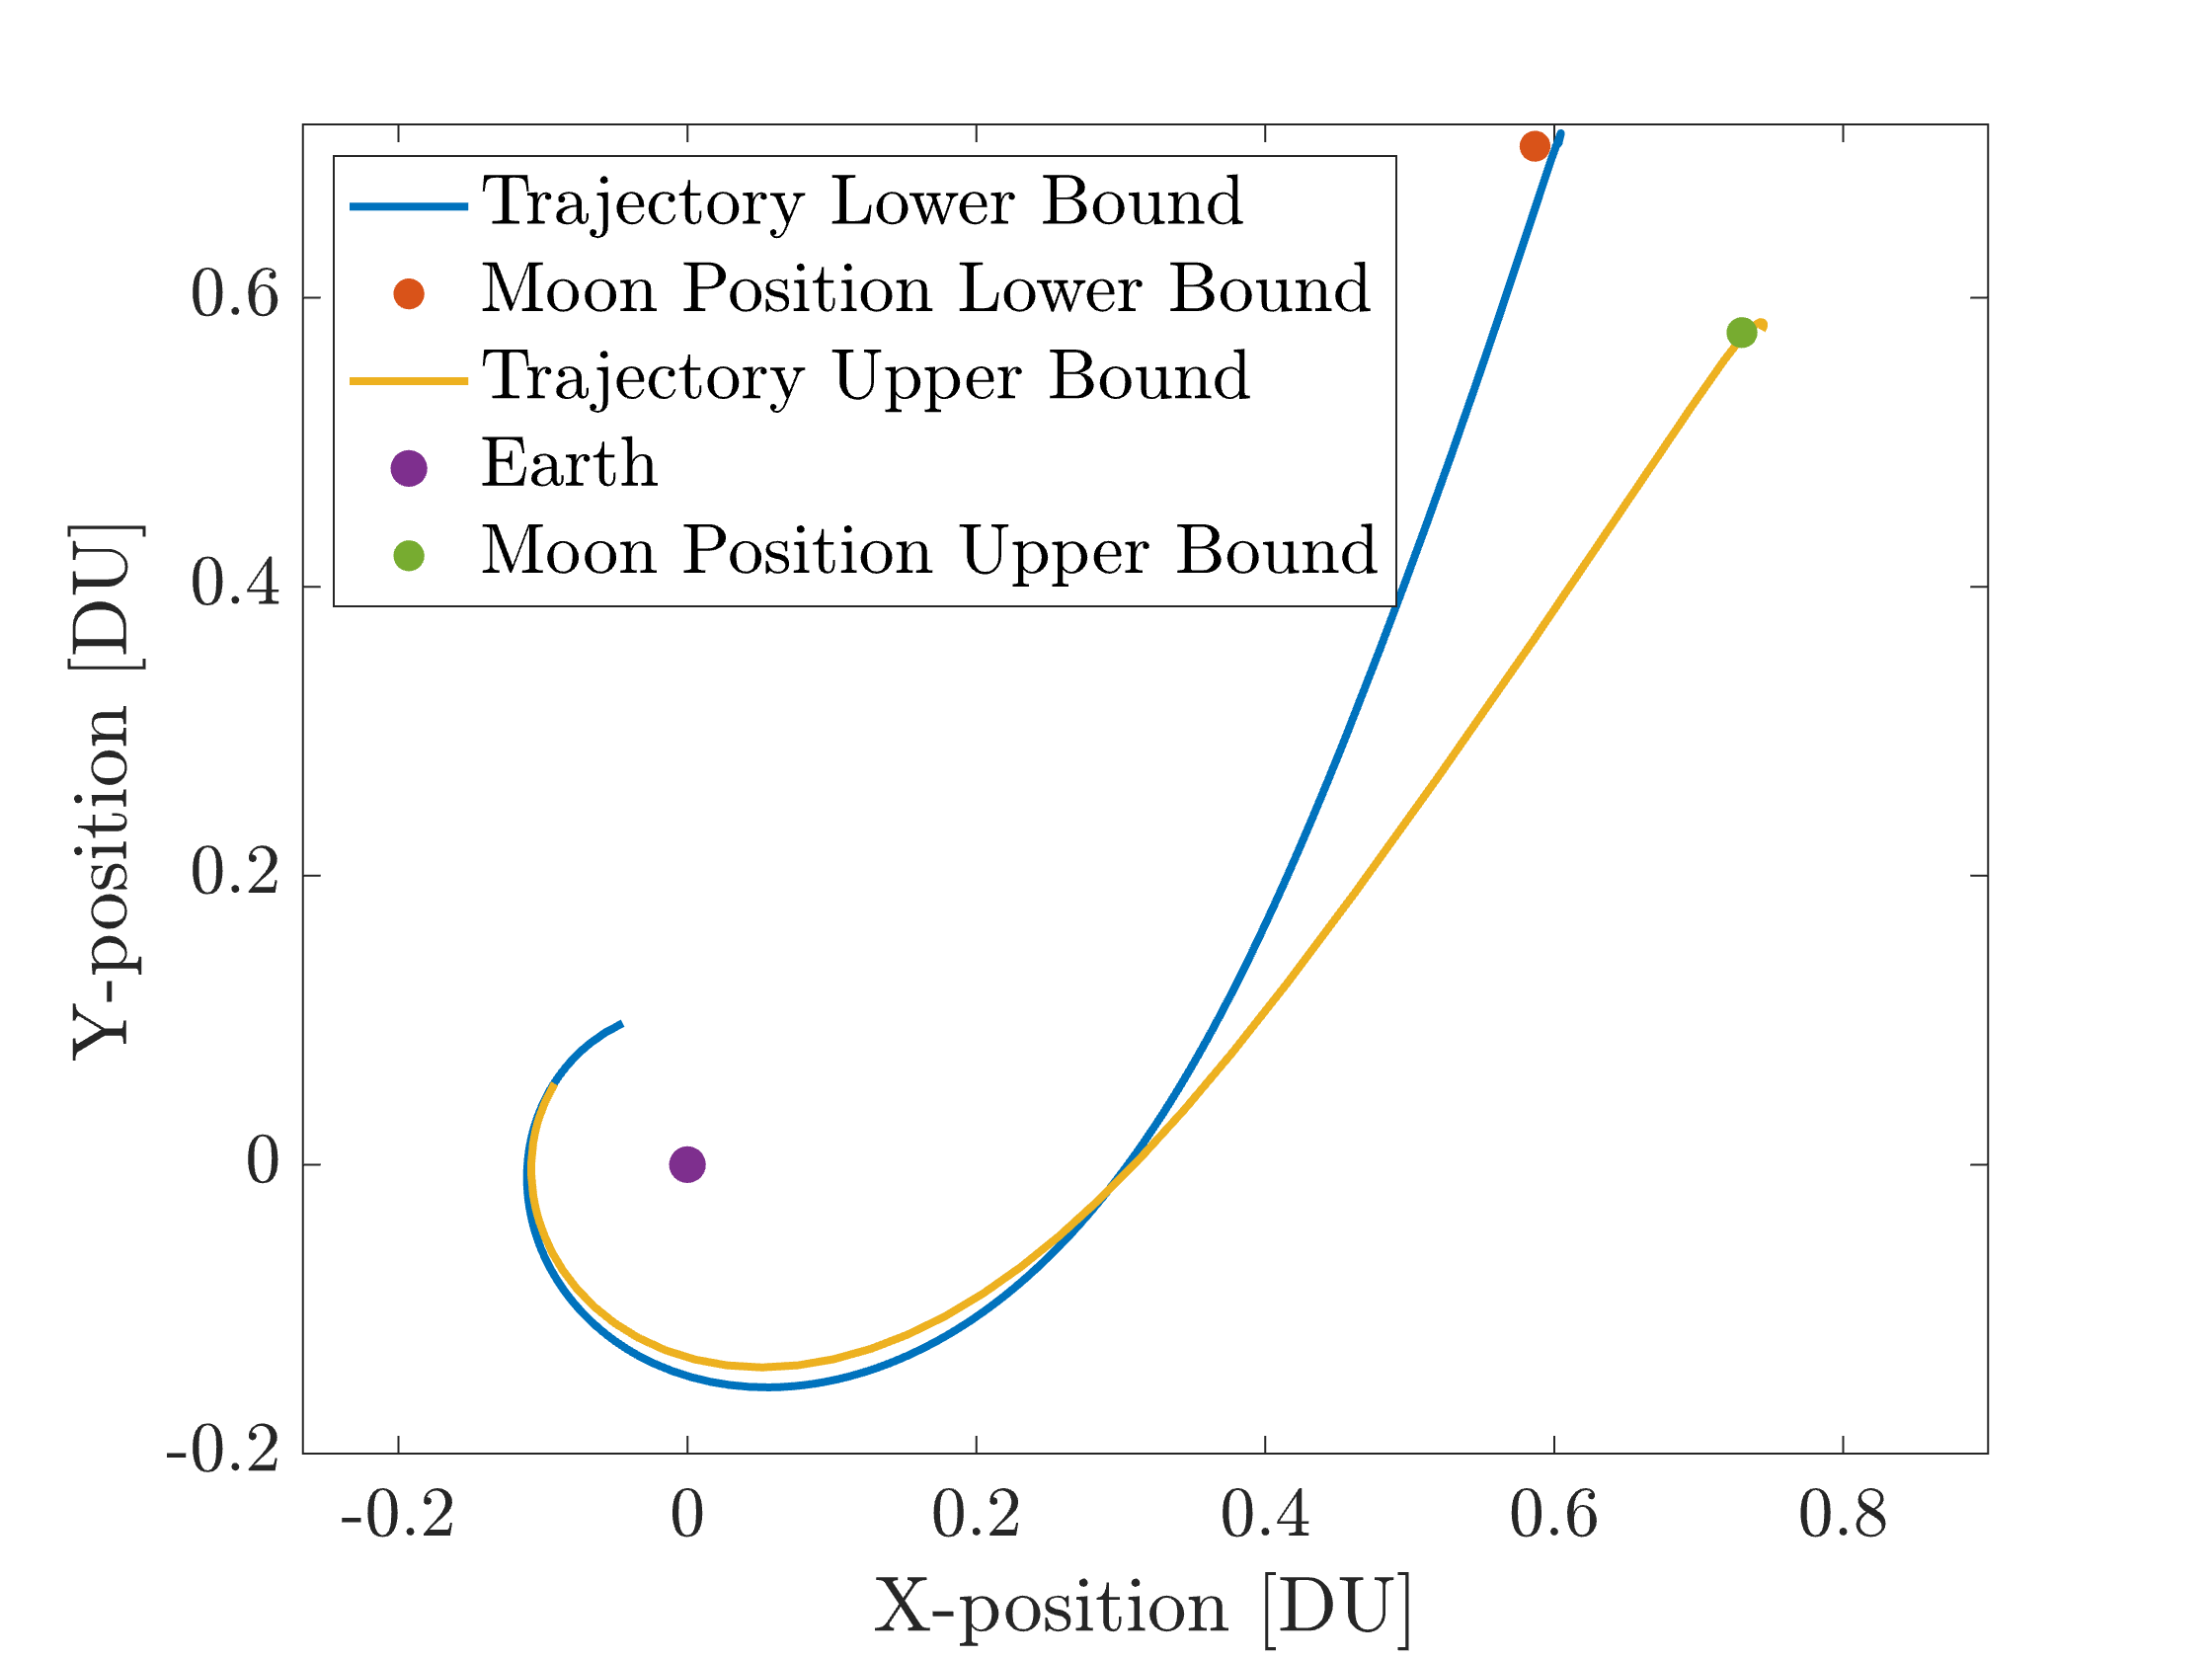 Trajectory Lower Bound
Moon Position Lower Bound
Trajectory Upper Bound
Earth
Moon Position Upper Bound
Y-position [DU]
0.6
0.4
0.2
0
-0.2
-0.2 0 0.2 0.4 0.6 0.8
X-position [DU]